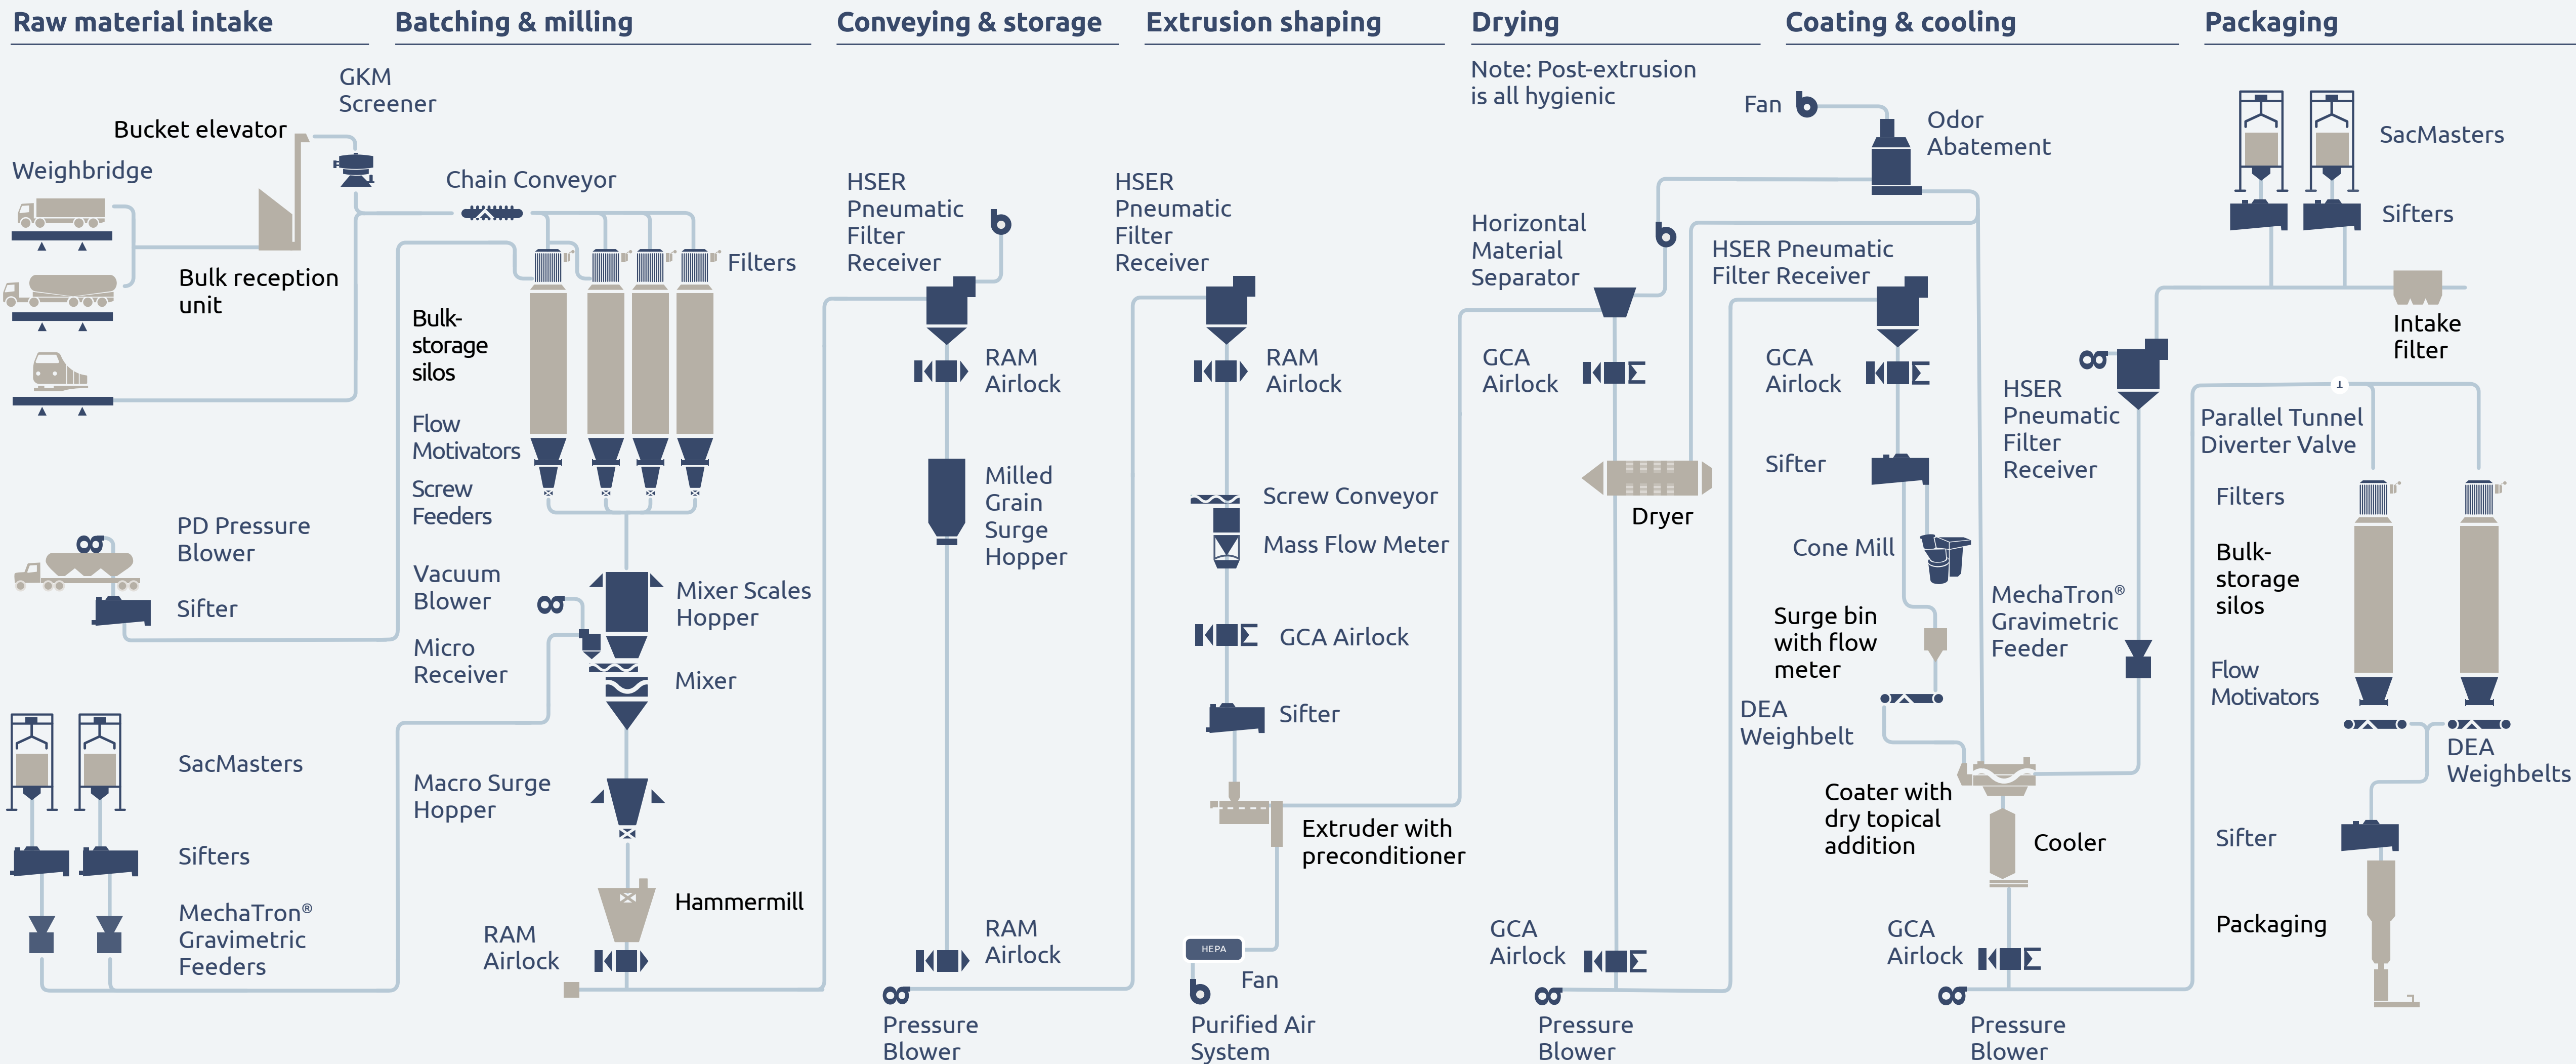 Raw material intake
GKM
Screener
Bucket elevator
Weighbridge
Bulk reception
unit
PD Pressure
Blower
Sifter
SacMasters
Sifters
MechaTron®
Gravimetric
Feeders
Batching & milling
Chain Conveyor
Filters
Bulk-
storage
silos
Flow
Motivators
Screw
Feeders
Vacuum
Blower
Mixer Scales
Hopper
Micro
Receiver
Mixer
Macro Surge
Hopper
Hammermill
RAM
Airlock
Conveying & storage
HSER
Pneumatic
Filter
Receiver
RAM
Airlock
Milled
Grain
Surge
Hopper
RAM
Airlock
Pressure
Blower
Extrusion shaping
HSER
Pneumatic
Filter
Receiver
RAM
Airlock
Screw Conveyor
Mass Flow Meter
GCA Airlock
Sifter
Extruder with
preconditioner
HEPA
Fan
Purified Air
System
Drying
Note: Post-extrusion
is all hygienic
Horizontal
Material
Separator
GCA
Airlock
Dryer
GCA
Airlock
Pressure
Blower
Coating & cooling
Fan
Odor
Abatement
HSER Pneumatic
Filter Receiver
GCA
Airlock
Sifter
Cone Mill
Surge bin
with flow
meter
DEA
Weighbelt
Coater with
dry topical
addition
Cooler
GCA
Airlock
Pressure
Blower
HSER
Pneumatic
Filter
Receiver
MechaTron®
Gravimetric
Feeder
Packaging
SacMasters
Sifters
Intake
filter
Parallel Tunnel
Diverter Valve
Filters
Bulk-
storage
silos
Flow
Motivators
DEA
Weighbelts
Sifter
Packaging